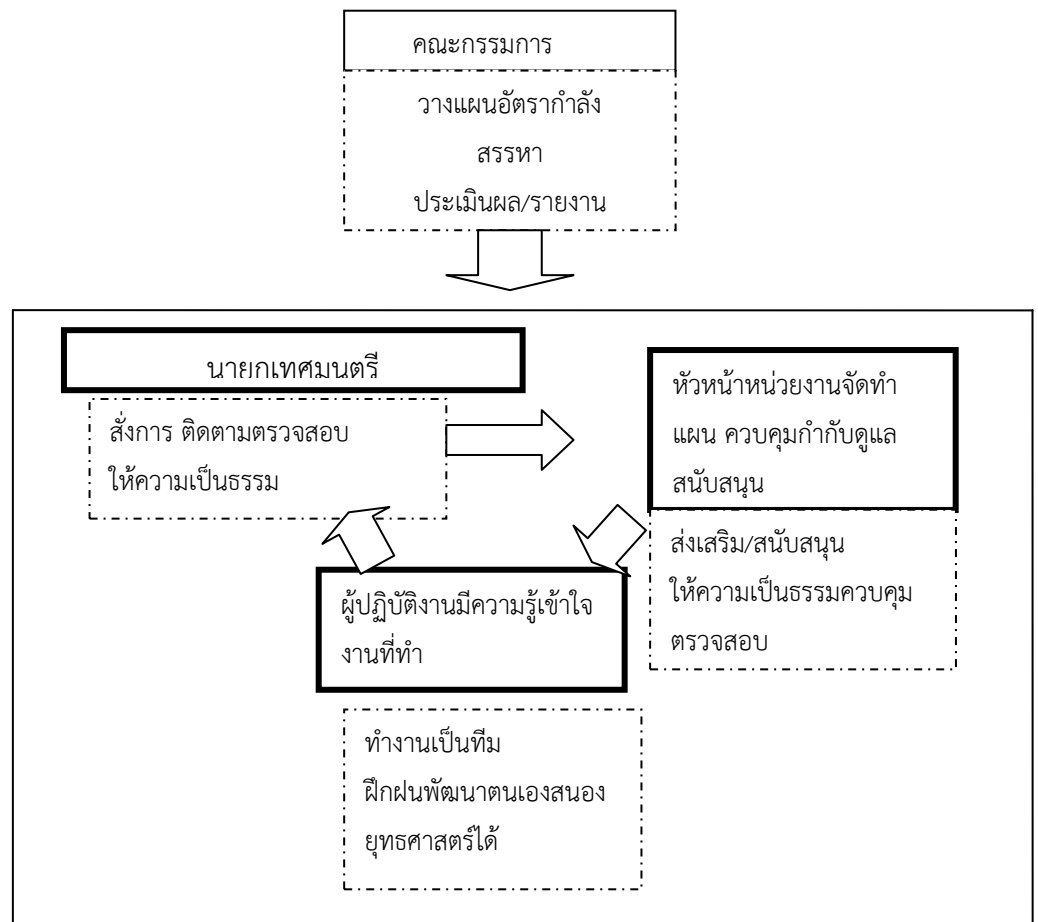 คณะกรรมการ
วางแผนอัตรากำลัง
สรรหา
ประเมินผล/รายงาน
นายกเทศมนตรี
สั่งการ ติดตามตรวจสอบ
ให้ความเป็นธรรม
หัวหน้าหน่วยงานจัดทำ
แผน ควบคุมกำกับดูแล
สนับสนุน
ส่งเสริม/สนับสนุน
ให้ความเป็นธรรมควบคุม
ตรวจสอบ
ผู้ปฏิบัติงานมีความรู้เข้าใจ
งานที่ทำ
ทำงานเป็นทีม
ฝึกฝนพัฒนาตนเองสนอง
ยุทธศาสตร์ได้